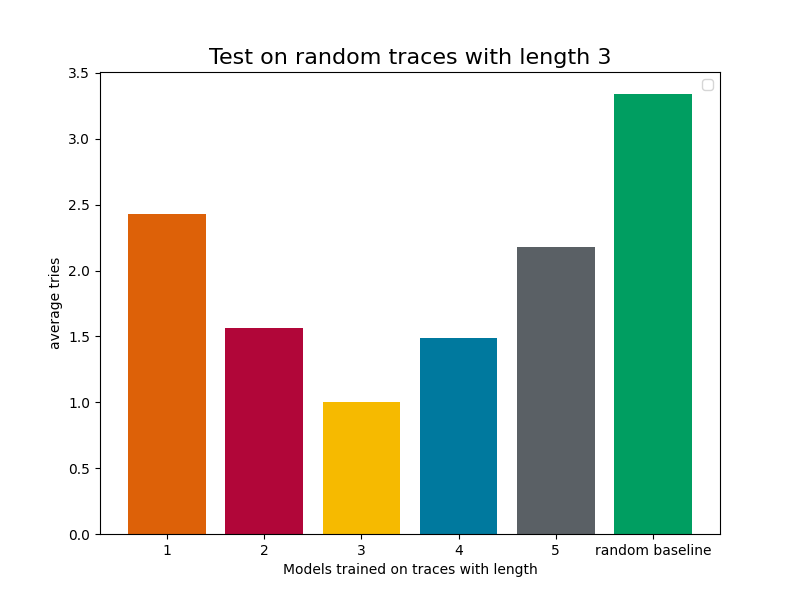 Test on random traces with length 3
3.5
3.0
2.5
2.0
1.5
1.0
0.5
0.0
average tries
1 2 3 4 5 random baseline
Models trained on traces with length